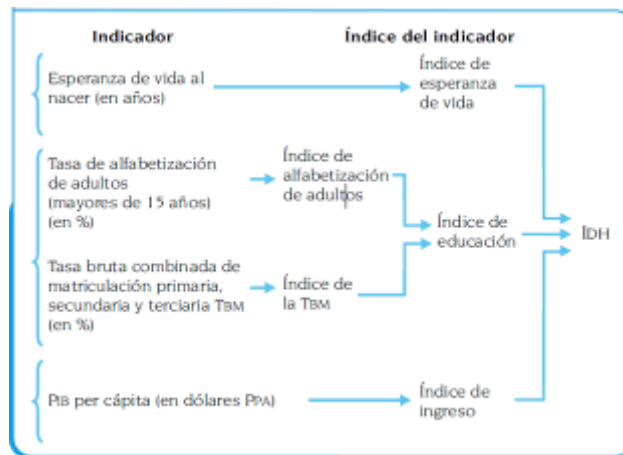 Indicador
Índice del indicador
Esperanza de vida al
nacer (en años)
Índice de
esperanza
de vida
Tasa de alfabetización
de adultos
(mayores de 15 años)
(en %)
Índice de
alfabetización
de adultos
Índice de
educación
IDH
Tasa bruta combinada de
matriculación primaria,
secundaria y terciaria TBM
(en %)
Índice de
la TBM
PIB per cápita (en dólares PPA)
Índice de
ingreso